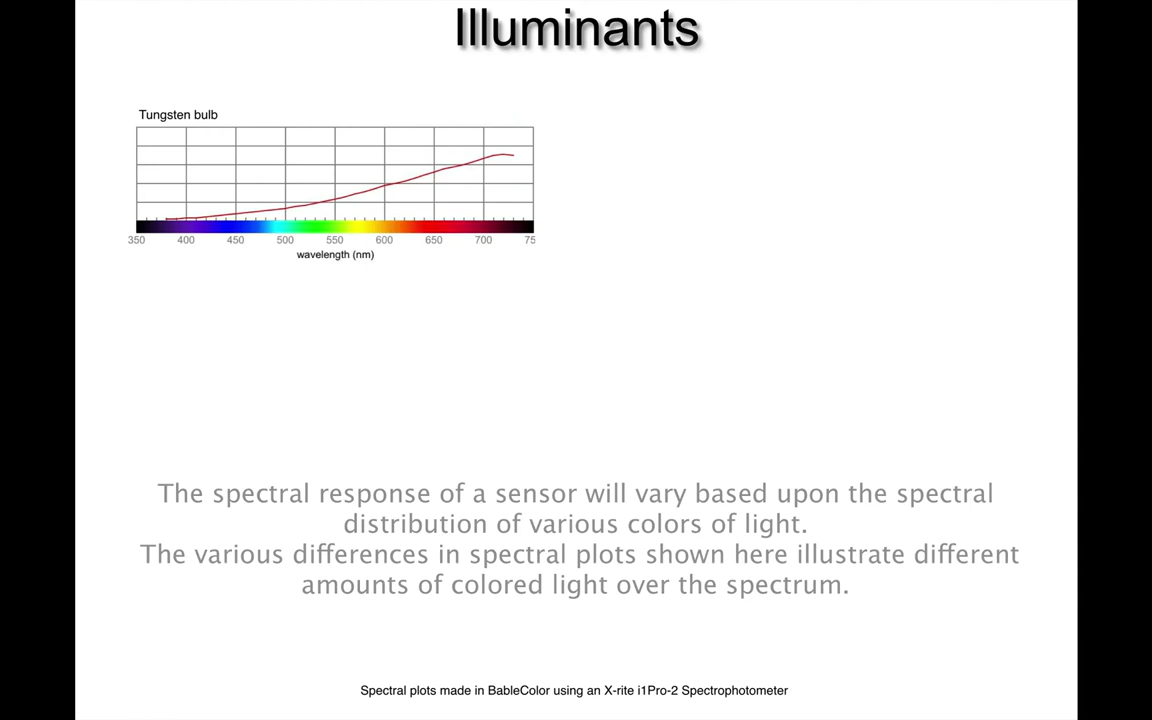 Illuminants
Tungsten bulb
350 400 450 500 550 600 650 700 75
wavelength (nm)
The spectral response of a sensor will vary based upon the spectral
distribution of various colors of light.
The various differences in spectral plots shown here illustrate different
amounts of colored light over the spectrum.
Spectral plots made in BableColor using an X-rite i1Pro-2 Spectrophotometer